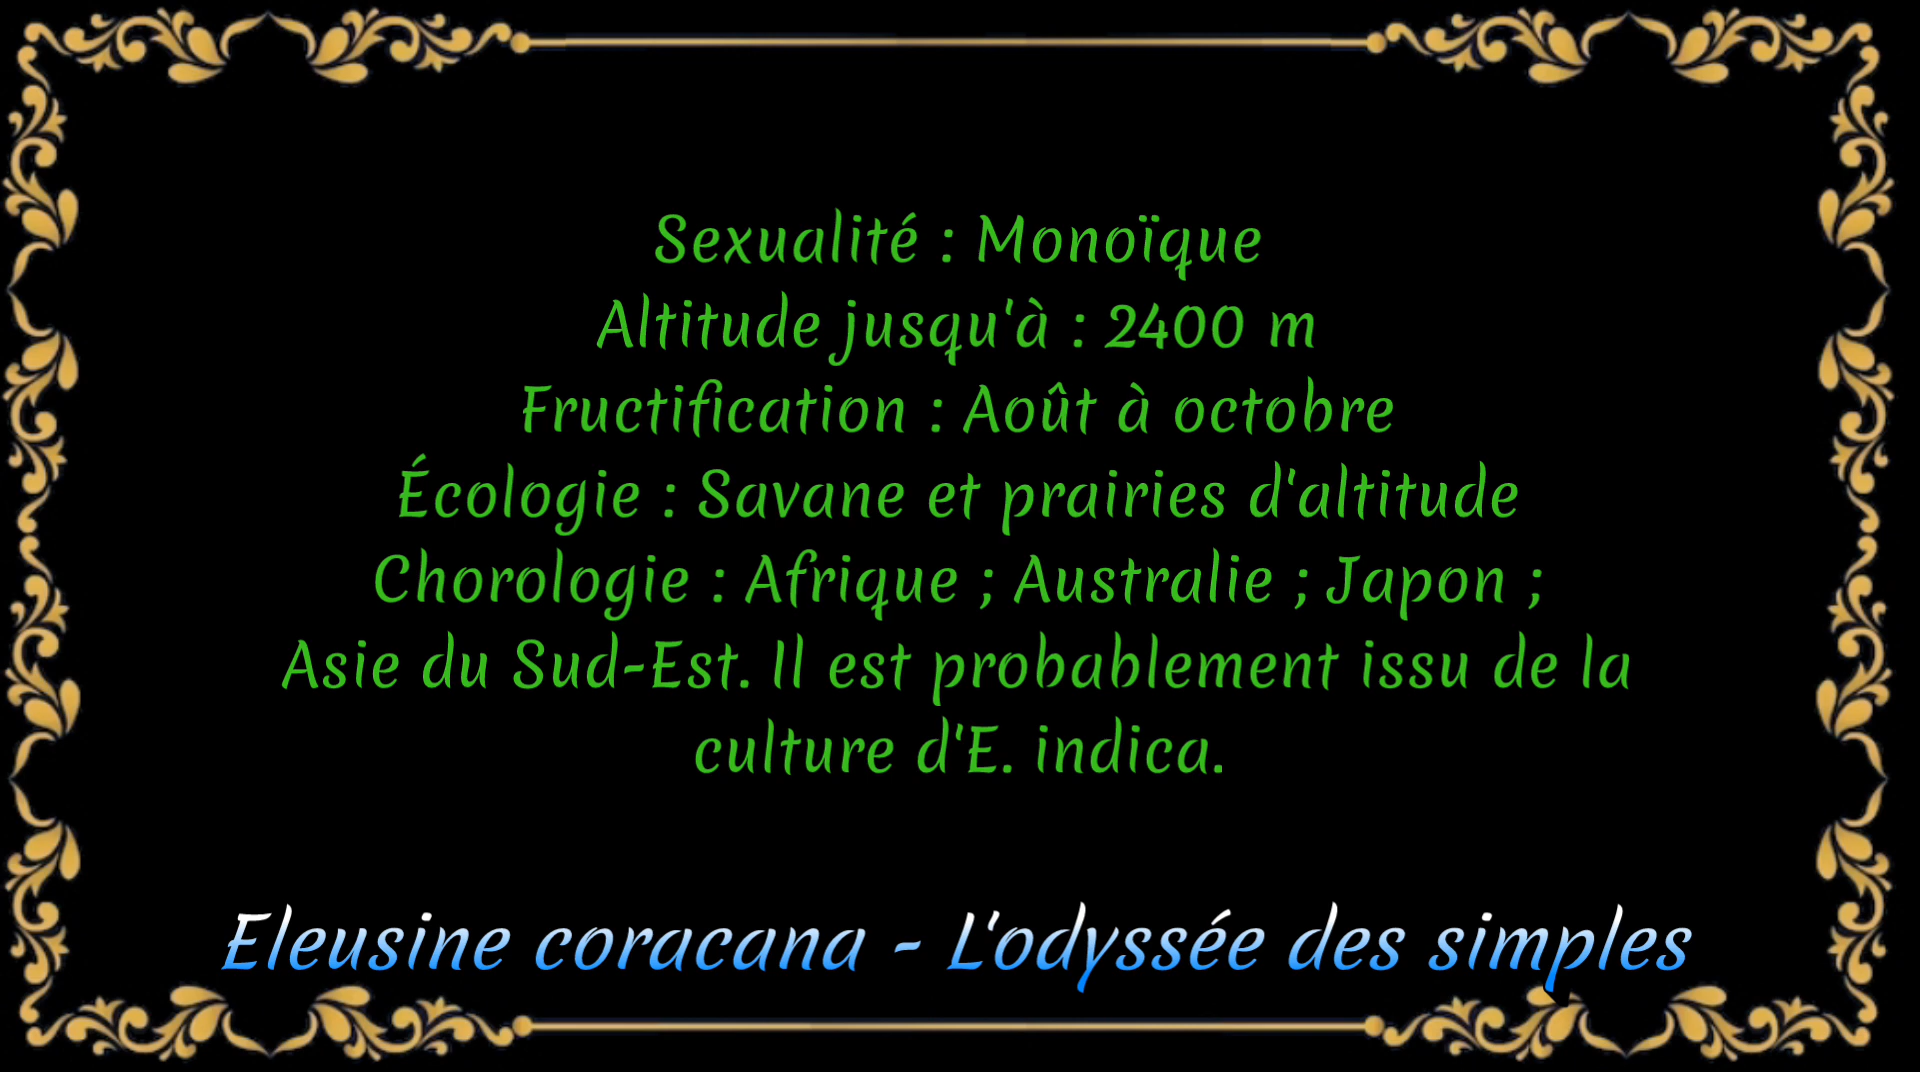 Sexualité : Monoïque
Altitude jusqu'à : 2400 m
Fructification : Août à octobre
Écologie : Savane et prairies d'altitude
Chorologie : Afrique ; Australie ; Japon ;
Asie du Sud-Est. Il est probablement issu de la
culture d'E. indica.
Eleusine coracana - L'odyssée des simples